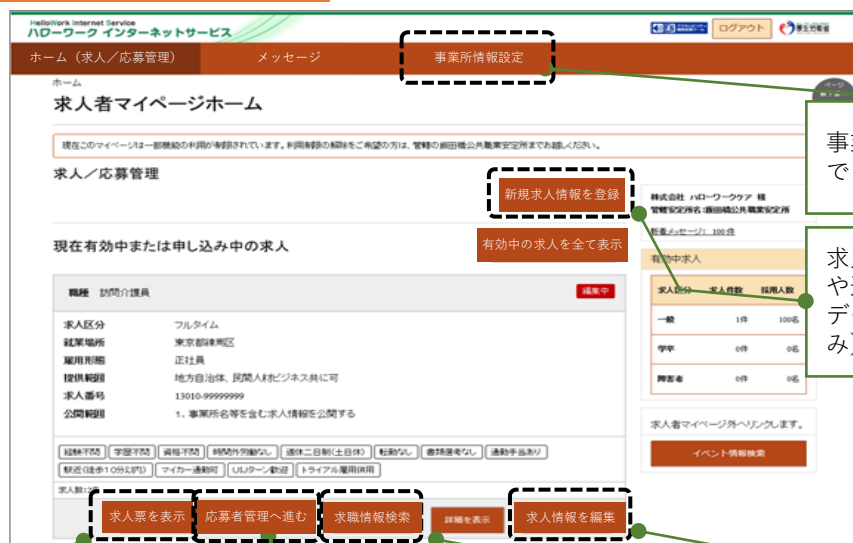 HelloWork Internet Service
ハローワーク インターネットサービス
ログアウト
厚生労働省
ホーム（求人／応募管理）
メッセージ
事業所情報設定
ホーム
求人者マイページホーム
現在このマイページは一部機能の利用が制限されています。利用制限の解除をご希望の方は、管轄の飯田橋公共職業安定所までお越しください。
求人／応募管理
新規求人情報を登録
株式会社 ハローワークケア 様
管轄安定所名:飯田橋公共職業安定所
新着メッセージ: 100件
現在有効中または申し込み中の求人
有効中の求人を全て表示
有効中求人
求人区分 求人件数 採用人数
一般 1件 100名
学卒 0件 0名
障害者 0件 0名
職種 訪問介護員
編集中
求人区分 フルタイム
就業場所 東京都練馬区
雇用形態 正社員
提供範囲 地方自治体、民間人材ビジネス共に可
求人番号 13010-99999999
公開範囲 1．事業所名等を含む求人情報を公開する
求人者マイページ外へリンクします。
イベント情報検索
経験不問 学歴不問 資格不問 時間外労働なし 週休二日制(土日休) 転勤なし 書類選考なし 通勤手当あり
駅近(徒歩10分以内) マイカー通勤可 UIJターン歓迎 トライアル雇用併用
求人票を表示
応募者管理へ進む
求職情報検索
詳細を表示
求人情報を編集
で
や
み